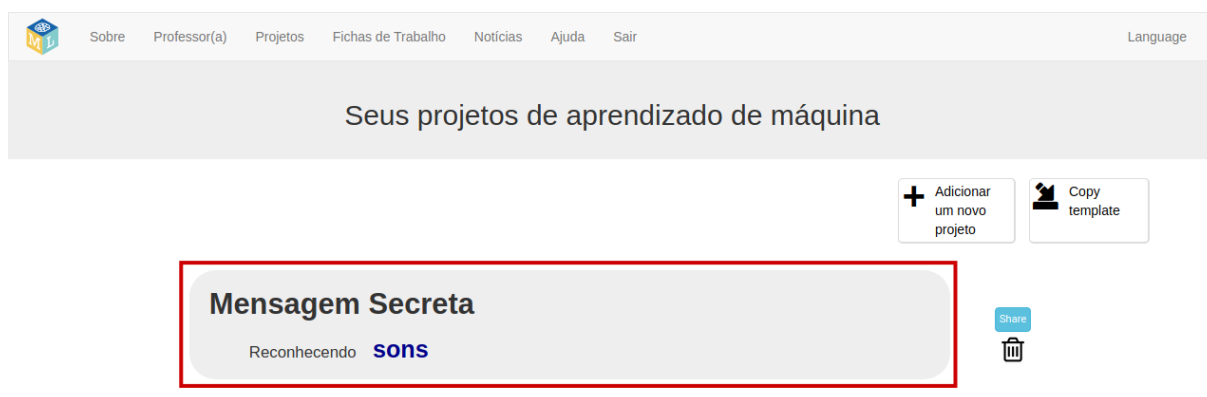 M L
Sobre Professor(a) Projetos Fichas de Trabalho Notícias Ajuda Sair Language
Seus projetos de aprendizado de máquina
Adicionar
um novo
projeto
Copy
template
Mensagem Secreta
Reconhecendo sons
Share